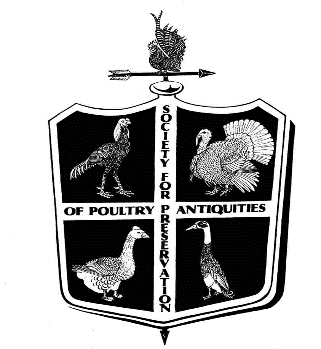 SOCIETY FOR PRESERVATION
OF POULTRY ANTIQUITIES